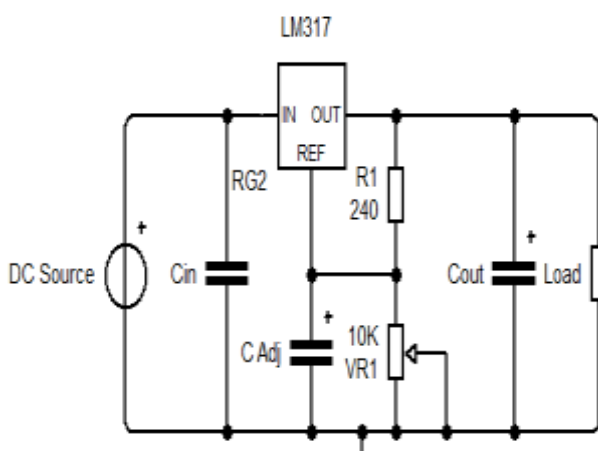 LM317
IN OUT
REF
RG2
R1
240
+
DC Source
Cin
+
C Adj
10K
VR1
+
Cout
Load